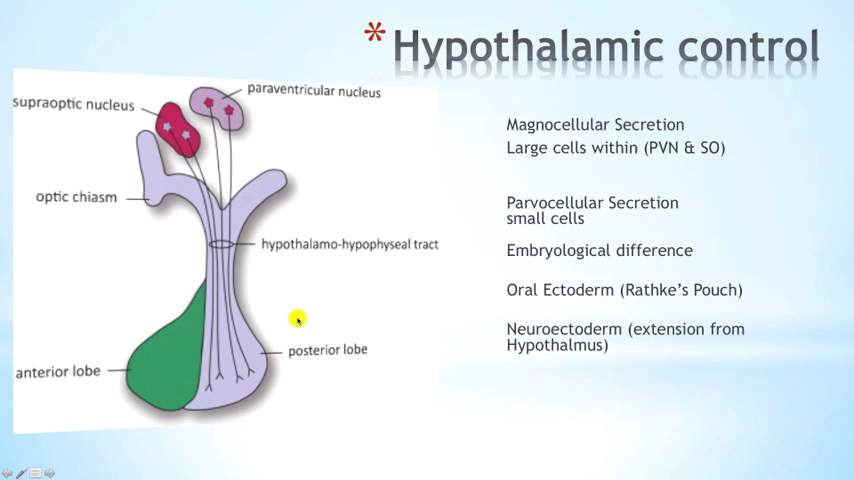 * Hypothalamic control
supraoptic nucleus
paraventricular nucleus
optic chiasm
hypothalamo-hypophyseal tract
anterior lobe
posterior lobe
Magnocellular Secretion
Large cells within (PVN & SO)
Parvocellular Secretion
small cells
Embryological difference
Oral Ectoderm (Rathke's Pouch)
Neuroectoderm (extension from
Hypothalmus)